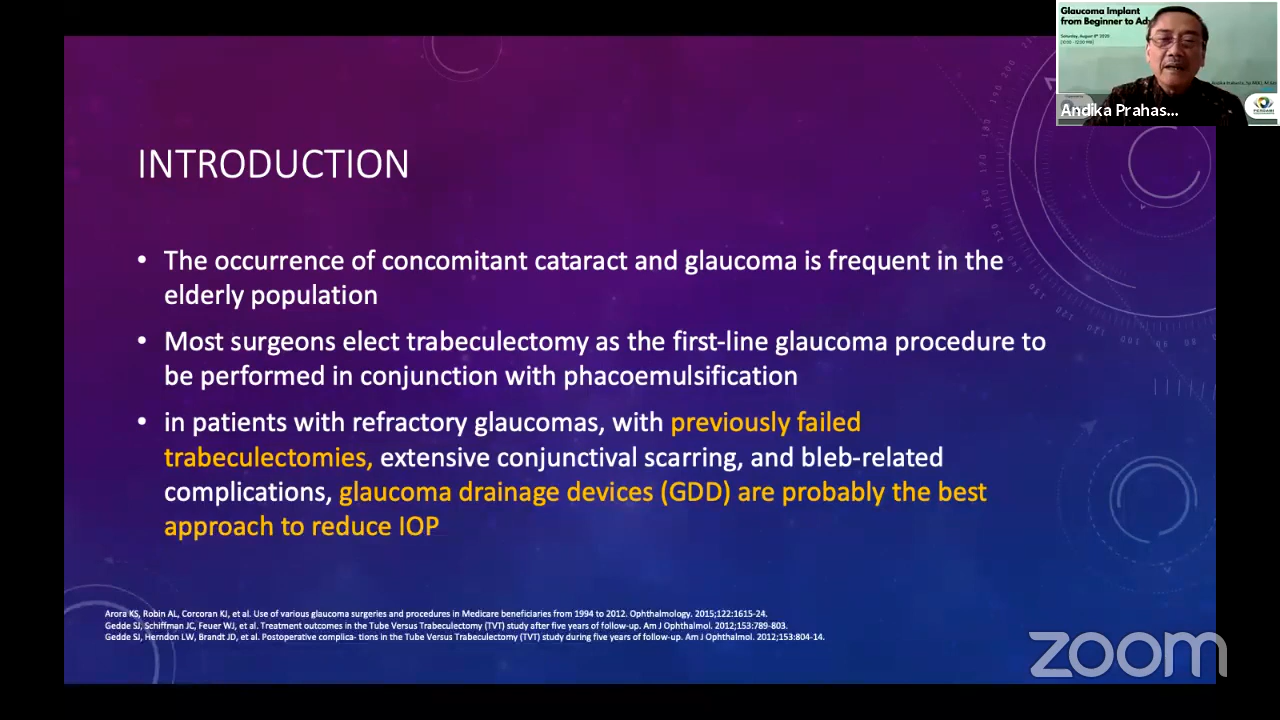 Glaucoma Implant
from Beginner to Ad
Andika Prahas...
INTRODUCTION
• The occurrence of concomitant cataract and glaucoma is frequent in the
elderly population
• Most surgeons elect trabeculectomy as the first-line glaucoma procedure to
be performed in conjunction with phacoemulsification
• in patients with refractory glaucomas, with previously failed
trabeculectomies, extensive conjunctival scarring, and bleb-related
complications, glaucoma drainage devices (GDD) are probably the best
approach to reduce IOP
Arora KS, Robin AL, Corcoran KJ, et al. Use of various glaucoma surgeries and procedures in Medicare beneficiaries from 1994 to 2012. Ophthalmology. 2015;122:1615-24.
Gedde SJ, Schiffman JC, Feuer WJ, et al. Treatment outcomes in the Tube Versus Trabeculectomy (TVT) study after five years of follow-up. Am J Ophthalmol. 2012;153:789-803.
Gedde SJ, Herndon LW, Brandt JD, et al. Postoperative complica- tions in the Tube Versus Trabeculectomy (TVT) study during five years of follow-up. Am J Ophthalmol. 2012;153:804-14.
zoom